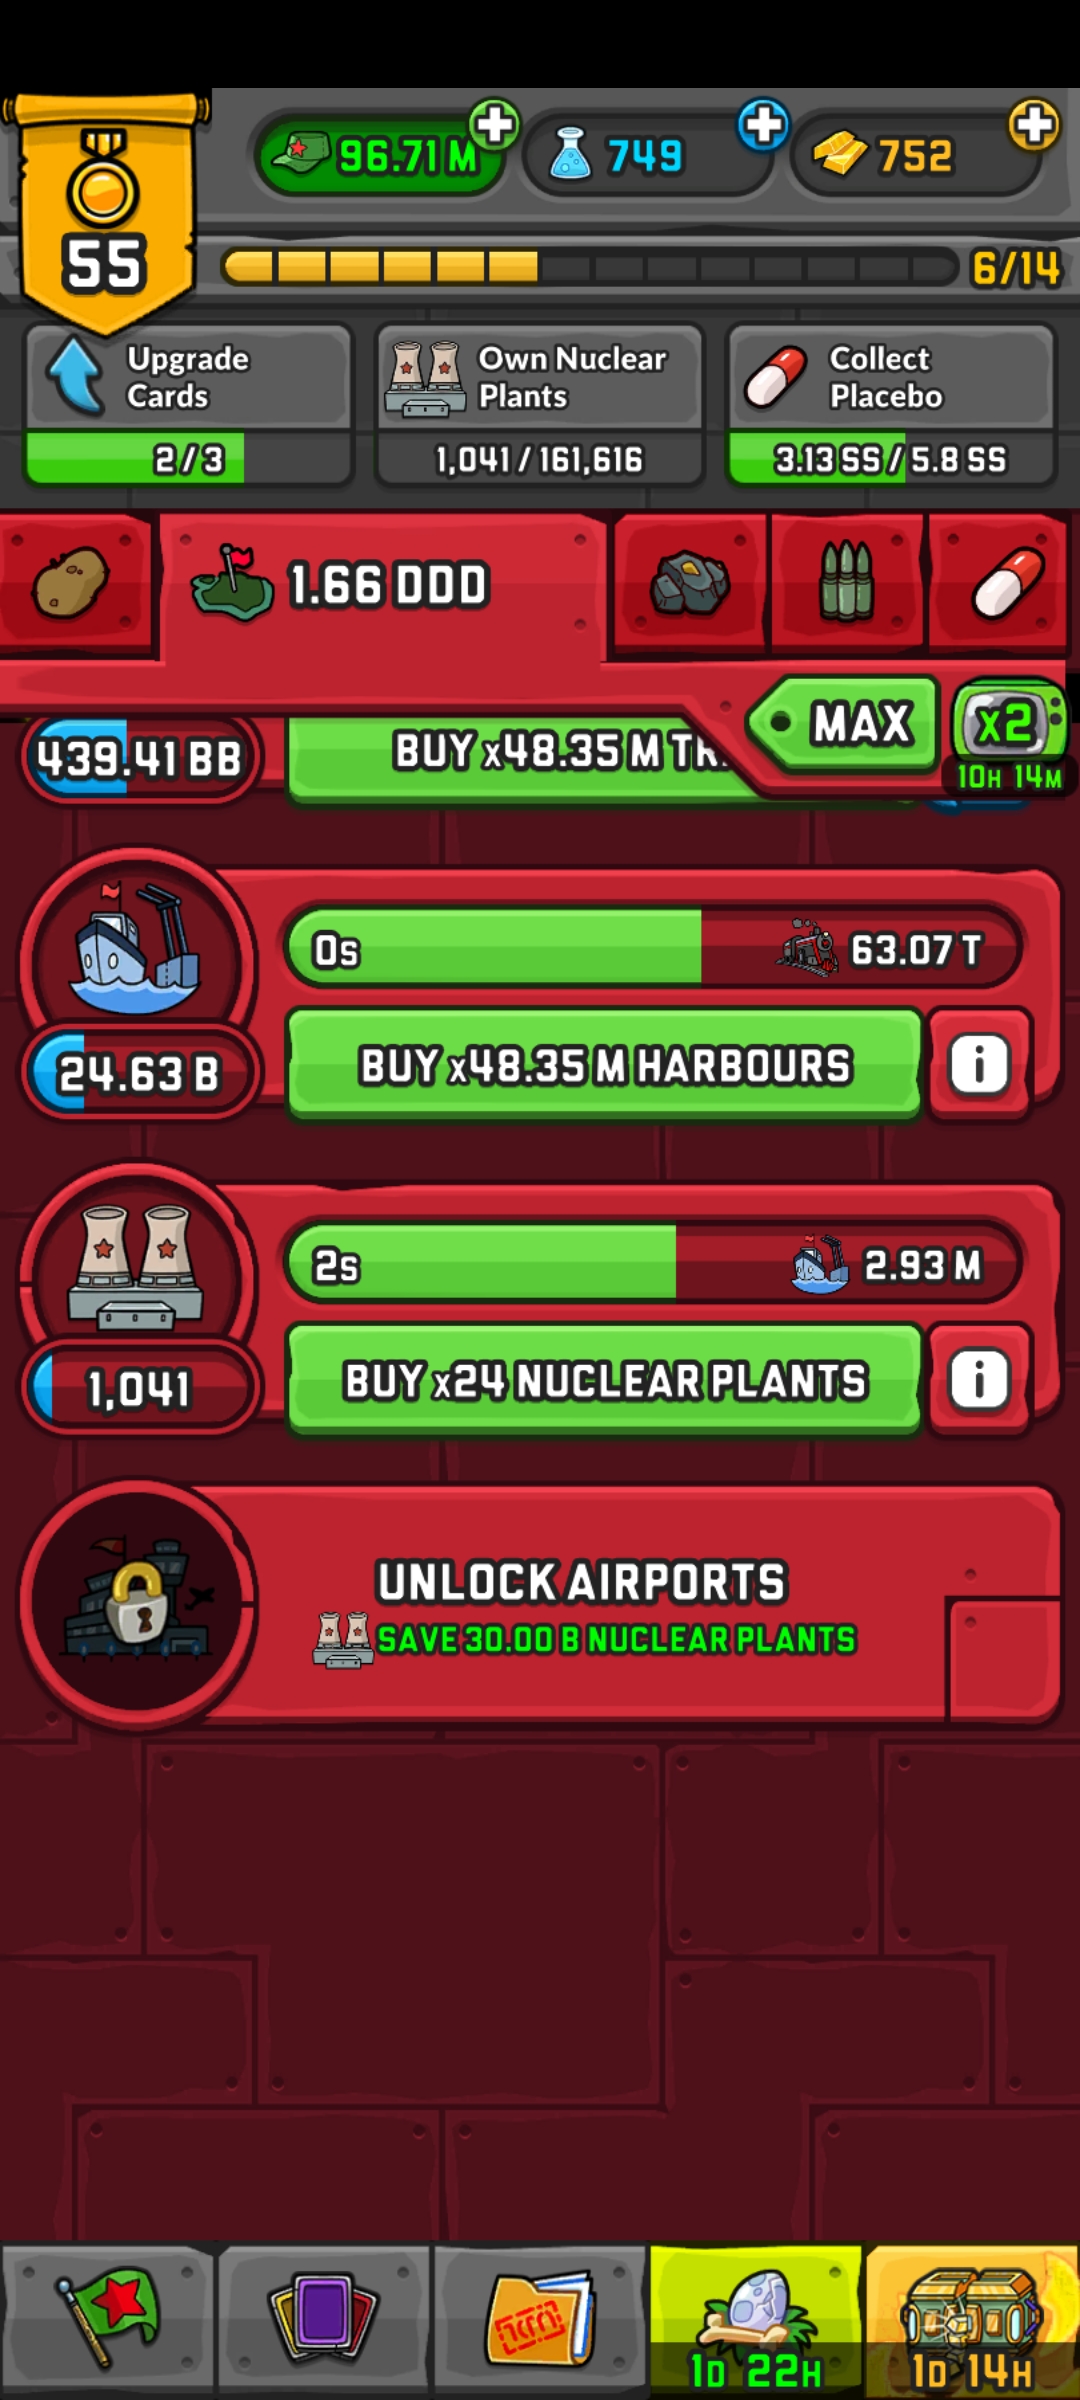 96.71 M
749
752
55
6/14
Upgrade
Cards
2 / 3
Own Nuclear
Plants
1,041 / 161,616
Collect
Placebo
3.13 SS / 5.8 SS
1.66 DDD
MAX
x2
10H 14M
439.41 BB
BUY x48.35 M
0s
63.07 T
24.63 B
BUY x48.35 M HARBOURS
i
2s
2.93 M
1,041
BUY x24 NUCLEAR PLANTS
i
UNLOCK AIRPORTS
SAVE 30.00 B NUCLEAR PLANTS
1D 22H
1D 14H